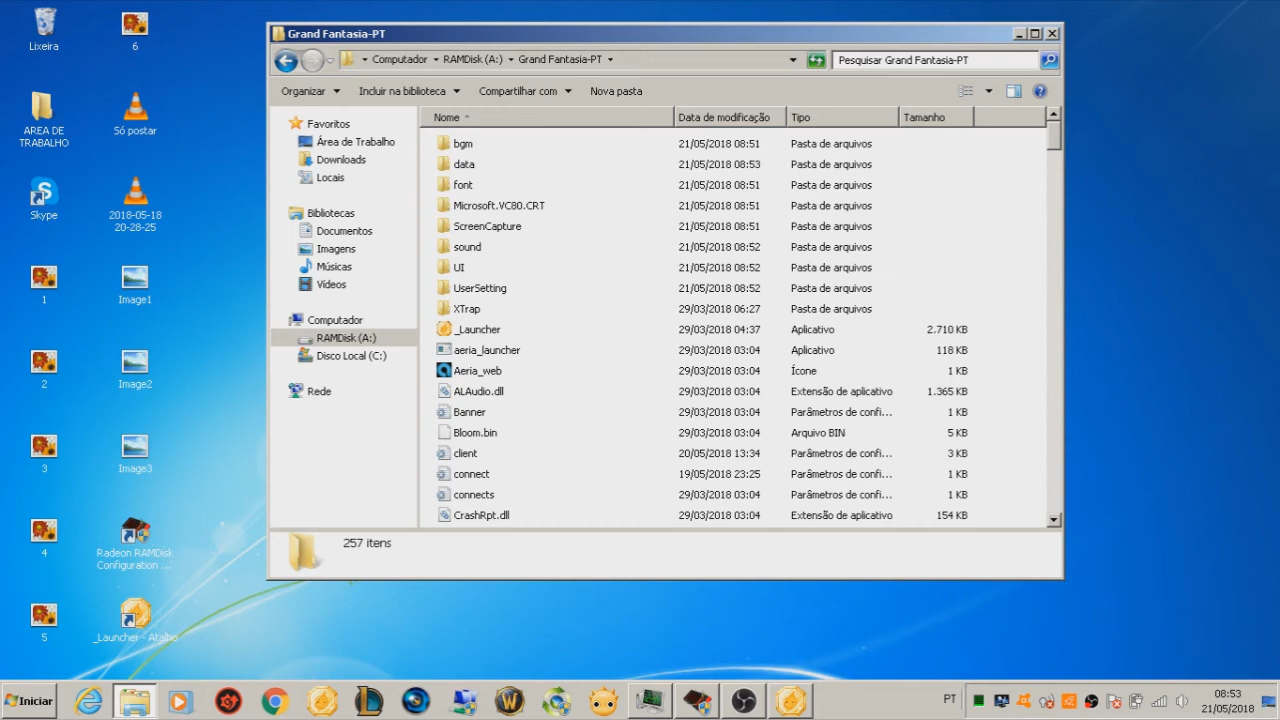 Lixeira
6
AREA DE
TRABALHO
Só postar
Skype
2018-05-18
20-28-25
1
Image1
2
Image2
3
Image3
4
Radeon RAMDisk
Configuration ...
5
_Launcher - Atalho
Grand Fantasia-PT
Computador
RAMDisk (A:)
Grand Fantasia-PT
Pesquisar Grand Fantasia-PT
Organizar
Incluir na biblioteca
Compartilhar com
Nova pasta
Favoritos
Área de Trabalho
Downloads
Locais
Bibliotecas
Documentos
Imagens
Músicas
Vídeos
Computador
RAMDisk (A:)
Disco Local (C:)
Rede
Nome Data de modificação Tipo Tamanho
bgm 21/05/2018 08:51 Pasta de arquivos
data 21/05/2018 08:53 Pasta de arquivos
font 21/05/2018 08:51 Pasta de arquivos
Microsoft.VC80.CRT 21/05/2018 08:51 Pasta de arquivos
ScreenCapture 21/05/2018 08:51 Pasta de arquivos
sound 21/05/2018 08:52 Pasta de arquivos
UI 21/05/2018 08:52 Pasta de arquivos
UserSetting 21/05/2018 08:52 Pasta de arquivos
XTrap 29/03/2018 06:27 Pasta de arquivos
_Launcher 29/03/2018 04:37 Aplicativo 2.710 KB
aeria_launcher 29/03/2018 03:04 Aplicativo 118 KB
Aeria_web 29/03/2018 03:04 Ícone 1 KB
ALAudio.dll 29/03/2018 03:04 Extensão de aplicativo 1.365 KB
Banner 29/03/2018 03:04 Parâmetros de confi... 1 KB
Bloom.bin 29/03/2018 03:04 Arquivo BIN 5 KB
client 20/05/2018 13:34 Parâmetros de confi... 3 KB
connect 19/05/2018 23:25 Parâmetros de confi... 1 KB
connects 29/03/2018 03:04 Parâmetros de confi... 1 KB
CrashRpt.dll 29/03/2018 03:04 Extensão de aplicativo 154 KB
257 itens
Iniciar
PT
08:53
21/05/2018